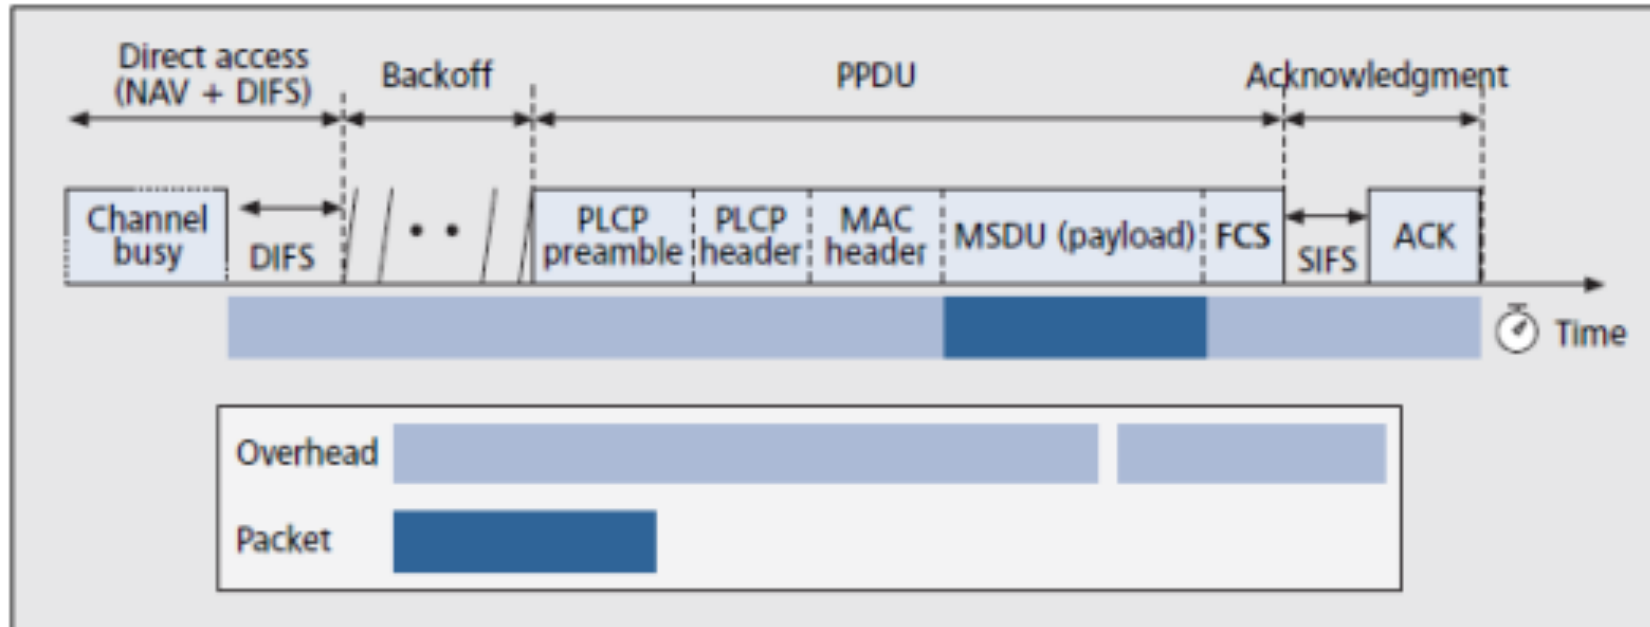 Direct access
(NAV + DIFS)
Backoff
PPDU
Acknowledgment
Channel
busy
DIFS
PLCP
preamble
PLCP
header
MAC
header
MSDU (payload)
FCS
SIFS
ACK
Time
Overhead
Packet